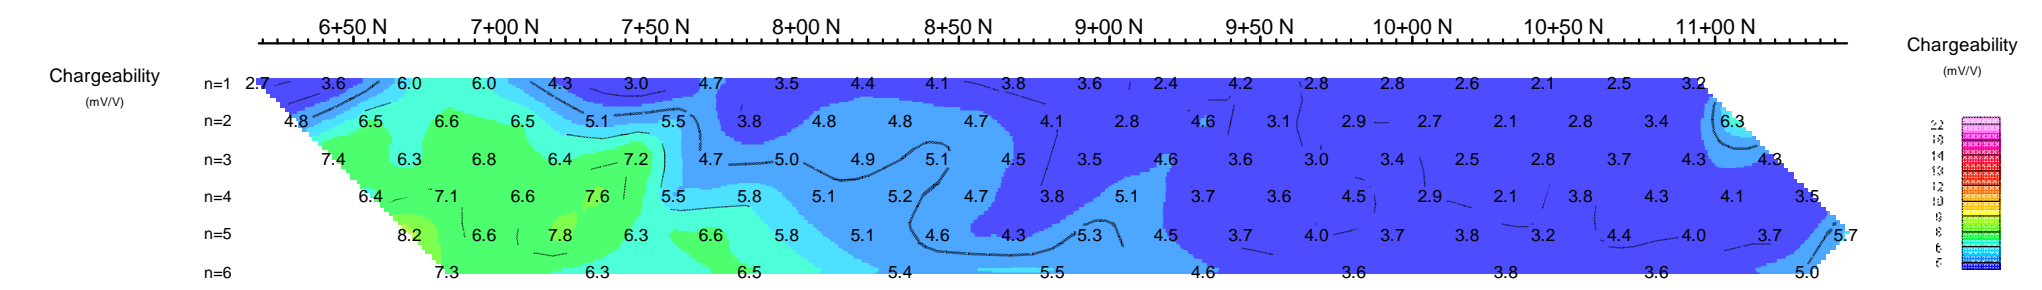 6+50 N 7+00 N 7+50 N 8+00 N 8+50 N 9+00 N 9+50 N 10+00 N 10+50 N 11+00 N
Chargeability
(mV/V)
Chargeability
(mV/V)
n=1 2.7 3.6 6.0 6.0 4.3 3.0 4.7 3.5 4.4 4.1 3.8 3.6 2.4 4.2 2.8 2.8 2.6 2.1 2.5 3.2
n=2 4.8 6.5 6.6 6.5 5.1 5.5 3.8 4.8 4.8 4.7 4.1 2.8 4.6 3.1 2.9 2.7 2.1 2.8 3.4 6.3
n=3 7.4 6.3 6.8 6.4 7.2 4.7 5.0 4.9 5.1 4.5 3.5 4.6 3.6 3.0 3.4 2.5 2.8 3.7 4.3 4.3
n=4 6.4 7.1 6.6 7.6 5.5 5.8 5.1 5.2 4.7 3.8 5.1 3.7 3.6 4.5 2.9 2.1 3.8 4.3 4.1 3.5
n=5 8.2 6.6 7.8 6.3 6.6 5.8 5.1 4.6 4.3 5.3 4.5 3.7 4.0 3.7 3.8 3.2 4.4 4.0 3.7 5.7
n=6 7.3 6.3 6.5 5.4 5.5 4.6 3.6 3.8 3.6 5.0
22
18
14
13
12
10
9
8
6